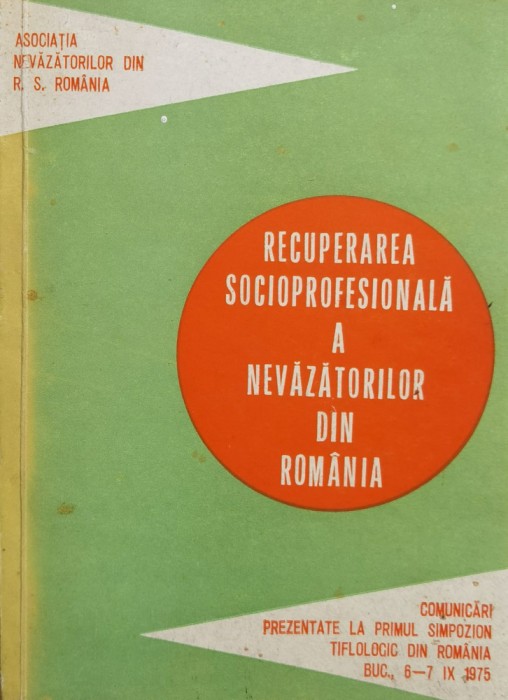 ASOCIAȚIA
NEVĂZĂTORILOR DIN
R. S. ROMÂNIA
RECUPERAREA
SOCIOPROFESIONALĂ
A
NEVĂZĂTORILOR
DIN
ROMÂNIA
COMUNICĂRI
PREZENTATE LA PRIMUL SIMPOZION
TIFLOLOGIC DIN ROMÂNIA
BUC., 6—7 IX 1975